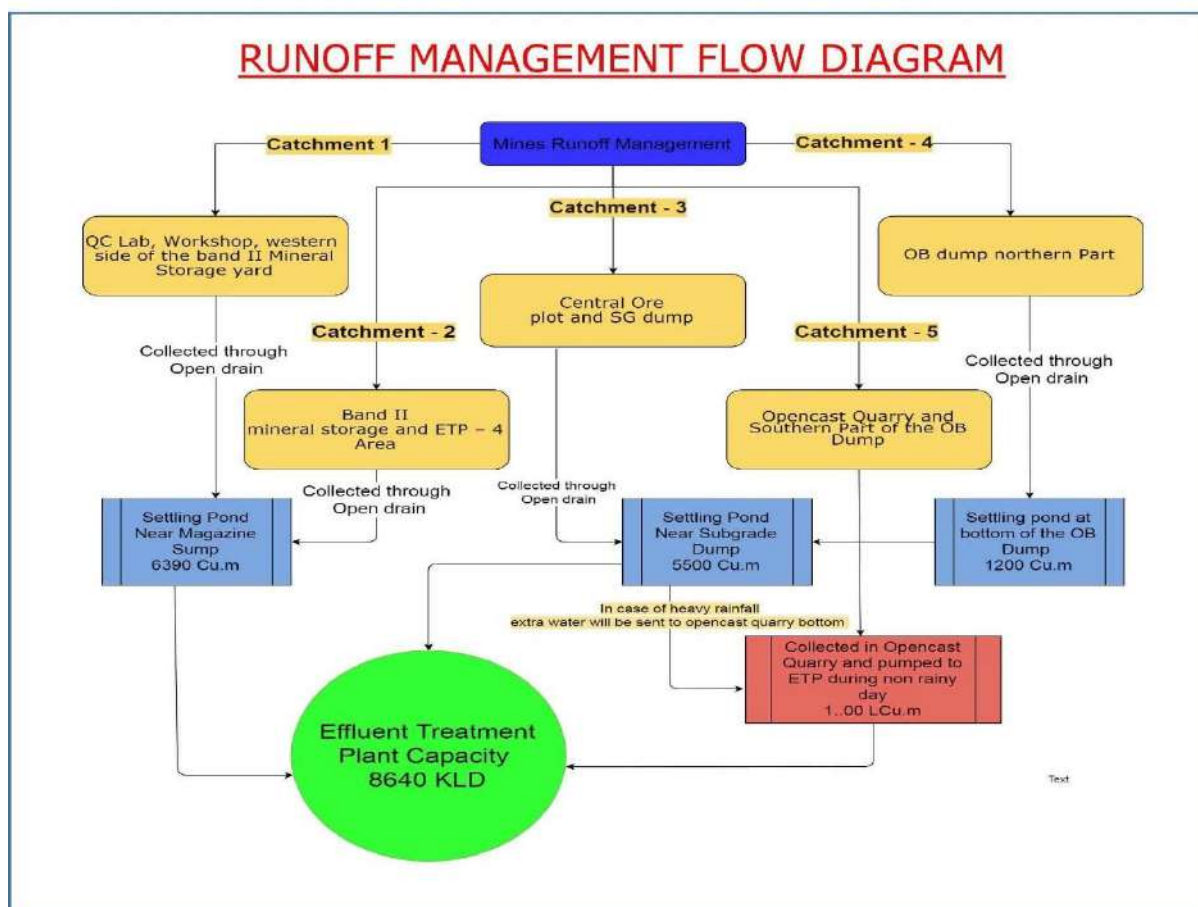 RUNOFF MANAGEMENT FLOW DIAGRAM
Catchment 1
Mines Runoff Management
Catchment - 4
Catchment - 3
QC Lab, Workshop, western
side of the band II Mineral
Storage yard
OB dump northern Part
Central Ore
plot and SG dump
Catchment - 2
Catchment - 5
Collected through
Open drain
Collected through
Open drain
Band II
mineral storage and ETP – 4
Area
Opencast Quarry and
Southern Part of the OB
Dump
Collected through
Open drain
Collected through
Open drain
Settling Pond
Near Magazine
Sump
6390 Cu.m
Settling Pond
Near Subgrade
Dump
5500 Cu.m
Settling pond at
bottom of the OB
Dump
1200 Cu.m
In case of heavy rainfall
extra water will be sent to opencast quarry bottom
Collected in Opencast
Quarry and pumped to
ETP during non rainy
day
1..00 LCu.m
Effluent Treatment
Plant Capacity
8640 KLD
Text